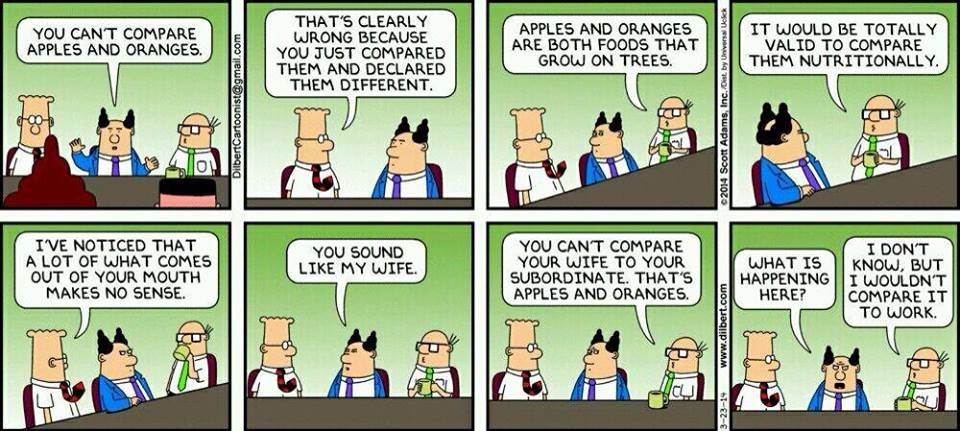 YOU CAN'T COMPARE
APPLES AND ORANGES.
DilbertCartoonist@gmail.com
THAT'S CLEARLY
WRONG BECAUSE
YOU JUST COMPARED
THEM AND DECLARED
THEM DIFFERENT.
APPLES AND ORANGES
ARE BOTH FOODS THAT
GROW ON TREES.
©2014 Scott Adams, Inc. /Dist. by Universal Uclick
IT WOULD BE TOTALLY
VALID TO COMPARE
THEM NUTRITIONALLY.
I'VE NOTICED THAT
A LOT OF WHAT COMES
OUT OF YOUR MOUTH
MAKES NO SENSE.
YOU SOUND
LIKE MY WIFE.
YOU CAN'T COMPARE
YOUR WIFE TO YOUR
SUBORDINATE. THAT'S
APPLES AND ORANGES.
3-23-14 www.dilbert.com
WHAT IS
HAPPENING
HERE?
I DON'T
KNOW, BUT
I WOULDN'T
COMPARE IT
TO WORK.